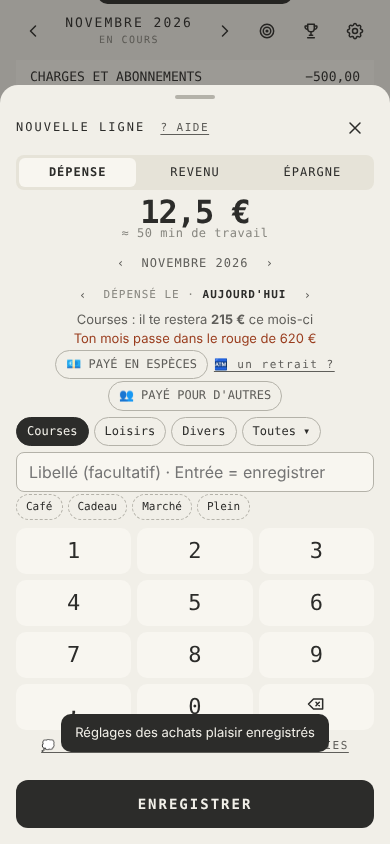 NOVEMBRE 2026
EN COURS
CHARGES ET ABONNEMENTS −500,00
NOUVELLE LIGNE ? AIDE
DÉPENSE REVENU ÉPARGNE
12,5 €
≈ 50 min de travail
‹ NOVEMBRE 2026 ›
‹ DÉPENSÉ LE · AUJOURD'HUI ›
Courses : il te restera 215 € ce mois-ci
Ton mois passe dans le rouge de 620 €
PAYÉ EN ESPÈCES un retrait ?
PAYÉ POUR D'AUTRES
Courses Loisirs Divers Toutes ▾
Libellé (facultatif) · Entrée = enregistrer
Café Cadeau Marché Plein
1 2 3
4 5 6
7 8 9
0
Réglages des achats plaisir enregistrés
ENREGISTRER